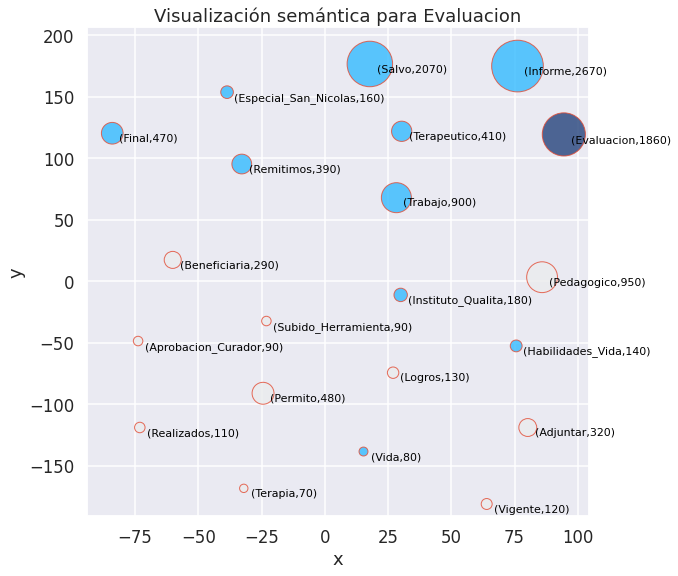 Visualización semántica para Evaluacion
200
150
100
50
0
−50
−100
−150
y
(Salvo,2070)
(Informe,2670)
(Especial_San_Nicolas,160)
(Final,470)
(Terapeutico,410)
(Evaluacion,1860)
(Remitimos,390)
(Trabajo,900)
(Beneficiaria,290)
(Pedagogico,950)
(Instituto_Qualita,180)
(Subido_Herramienta,90)
(Aprobacion_Curador,90)
(Habilidades_Vida,140)
(Logros,130)
(Permito,480)
(Realizados,110)
(Adjuntar,320)
(Vida,80)
(Terapia,70)
(Vigente,120)
−75
−50
−25
0
25
50
75
100
x